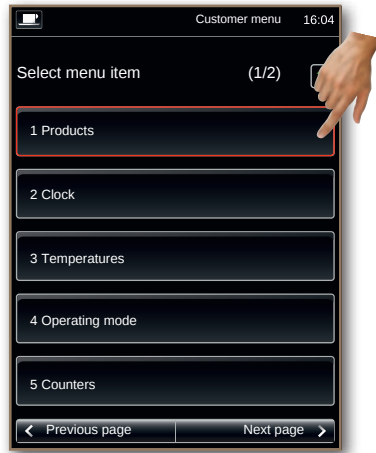 Customer menu 16:04
Select menu item (1/2)
1 Products
2 Clock
3 Temperatures
4 Operating mode
5 Counters
Previous page Next page